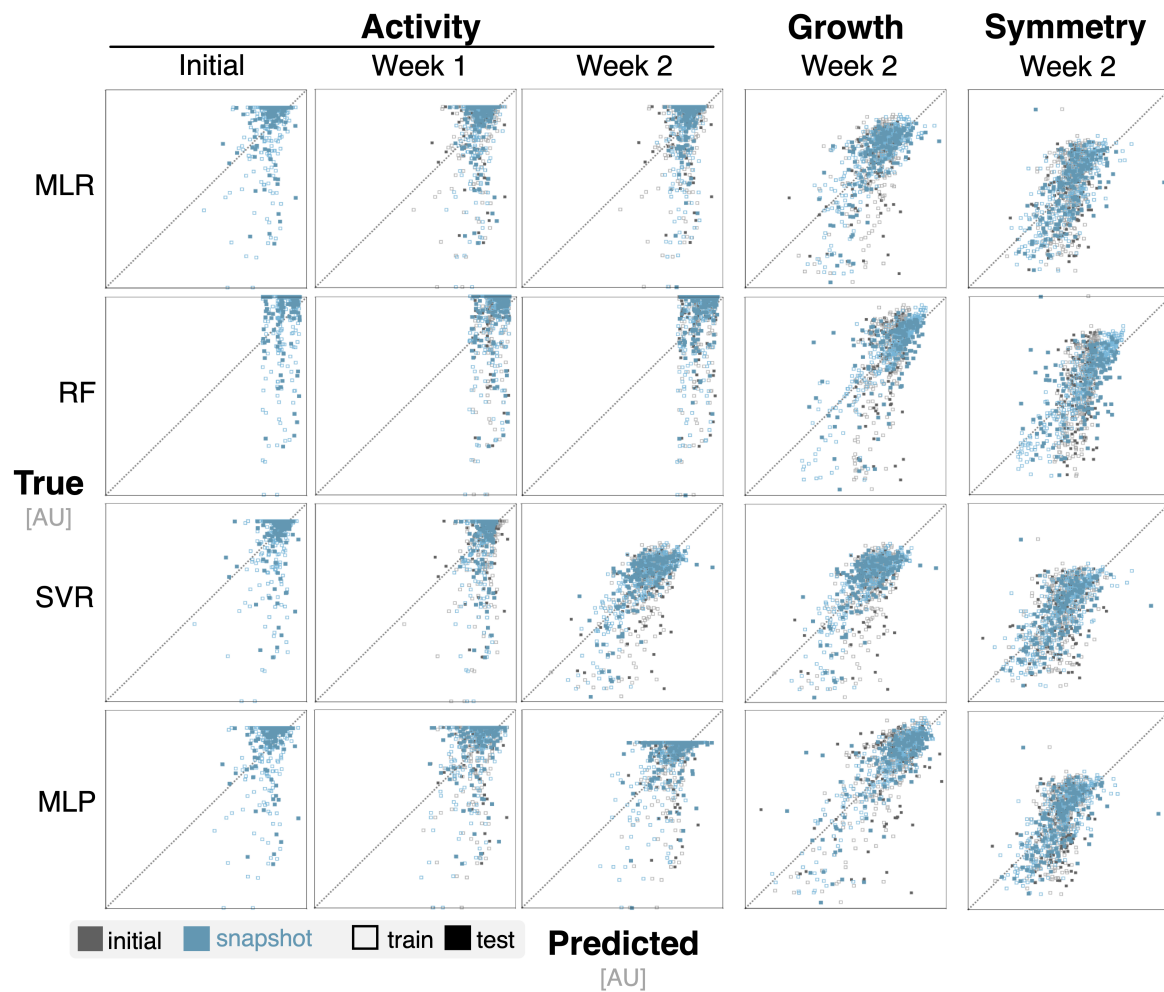 Activity Growth Symmetry
Initial Week 1 Week 2 Week 2 Week 2
MLR
RF
True
[AU]
SVR
MLP
initial snapshot train test
Predicted
[AU]